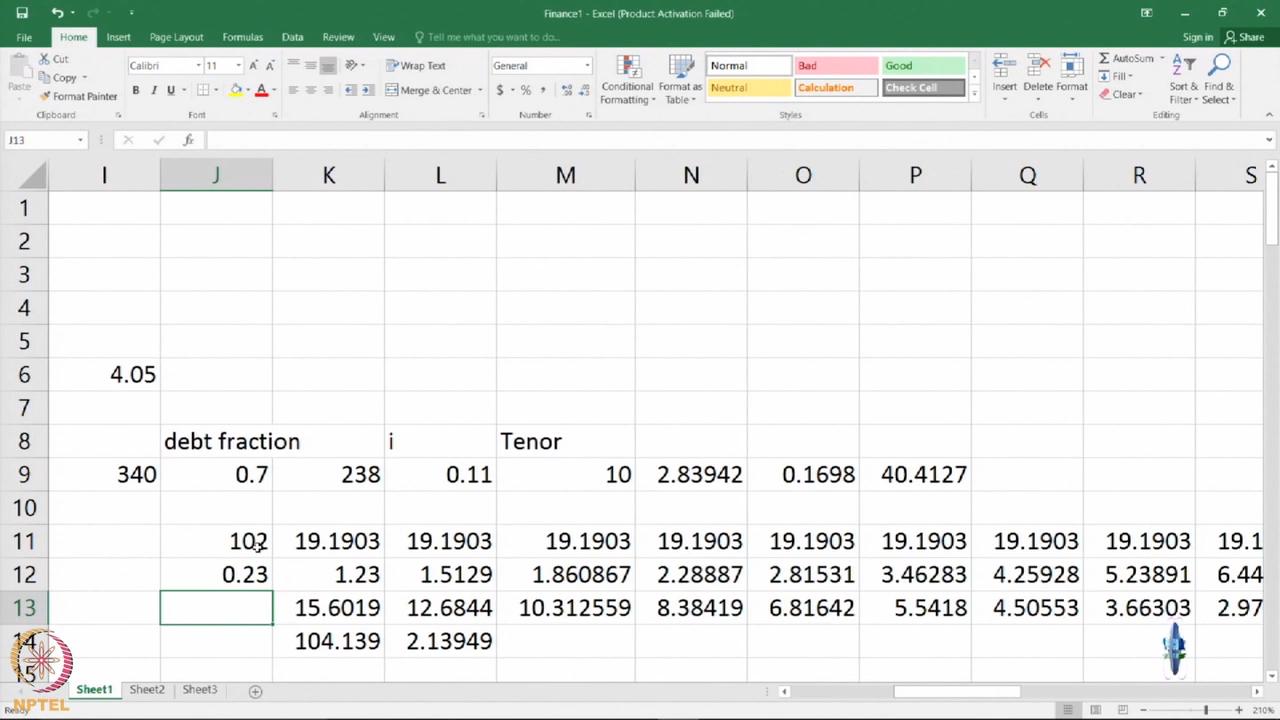 Finance1 - Excel (Product Activation Failed)
File Home Insert Page Layout Formulas Data Review View Tell me what you want to do... Sign in Share
Paste Cut Copy Format Painter
Calibri 11 A A B I U A
Wrap Text Merge & Center
General $ % ,
Conditional Formatting Format as Table
Normal Bad Good
Neutral Calculation Check Cell
Insert Delete Format
AutoSum Fill Clear Sort & Filter Find & Select
Clipboard Font Alignment Number Styles Cells Editing
J13 fx
I J K L M N O P Q R S
1
2
3
4
5
6 4.05
7
8 debt fraction i Tenor
9 340 0.7 238 0.11 10 2.83942 0.1698 40.4127
10
11 102 19.1903 19.1903 19.1903 19.1903 19.1903 19.1903 19.1903 19.1903 19.1
12 0.23 1.23 1.5129 1.860867 2.28887 2.81531 3.46283 4.25928 5.23891 6.44
13 15.6019 12.6844 10.312559 8.38419 6.81642 5.5418 4.50553 3.66303 2.97
14 104.139 2.13949
15
Sheet1 Sheet2 Sheet3
NPTEL
Ready 210%